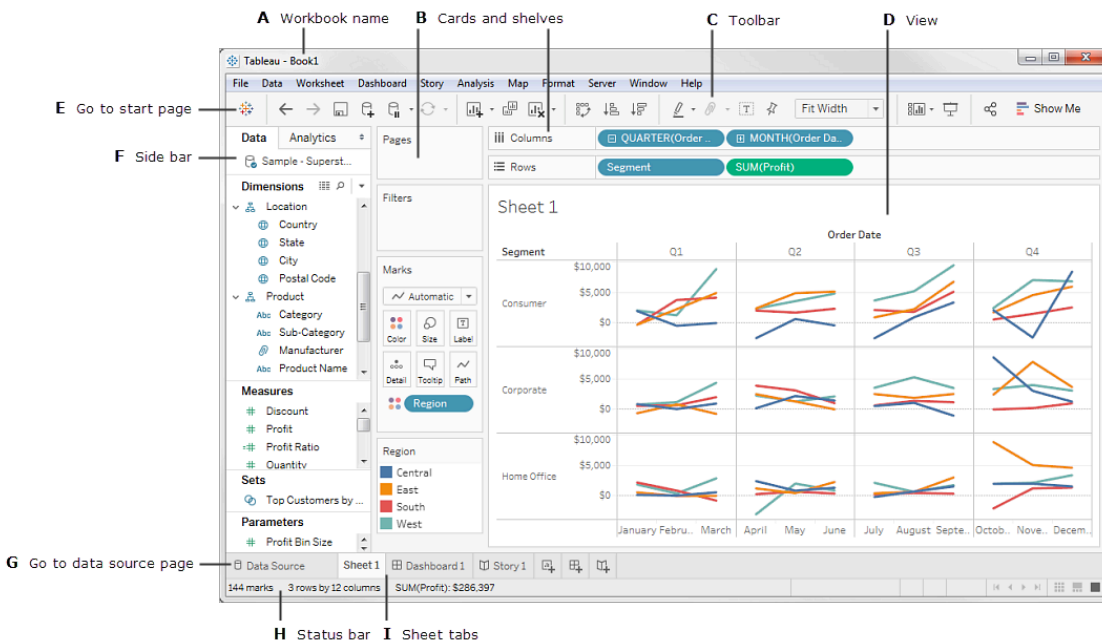 A Workbook name
B Cards and shelves
C Toolbar
D View
Tableau - Book1
File Data Worksheet Dashboard Story Analysis Map Format Server Window Help
E Go to start page
Fit Width
Show Me
Data Analytics
Pages
Columns
QUARTER(Order ..
MONTH(Order Da..
F Side bar
Sample - Superst...
Rows
Segment
SUM(Profit)
Dimensions
Location
Country
State
City
Postal Code
Product
Abc Category
Abc Sub-Category
Manufacturer
Abc Product Name
Measures
# Discount
# Profit
=# Profit Ratio
# Quantity
Sets
Top Customers by ...
Parameters
# Profit Bin Size
Filters
Marks
Automatic
Color Size Label
T
Detail Tooltip Path
Region
Region
Central
East
South
West
Sheet 1
Order Date
Segment Q1 Q2 Q3 Q4
Consumer
$10,000
$5,000
$0
Corporate
$10,000
$5,000
$0
Home Office
$10,000
$5,000
$0
January Febru.. March April May June July August Septe.. Octob.. Nove.. Decem..
G Go to data source page
Data Source Sheet 1 Dashboard 1 Story 1
144 marks 3 rows by 12 columns SUM(Profit): $286,397
H Status bar
I Sheet tabs